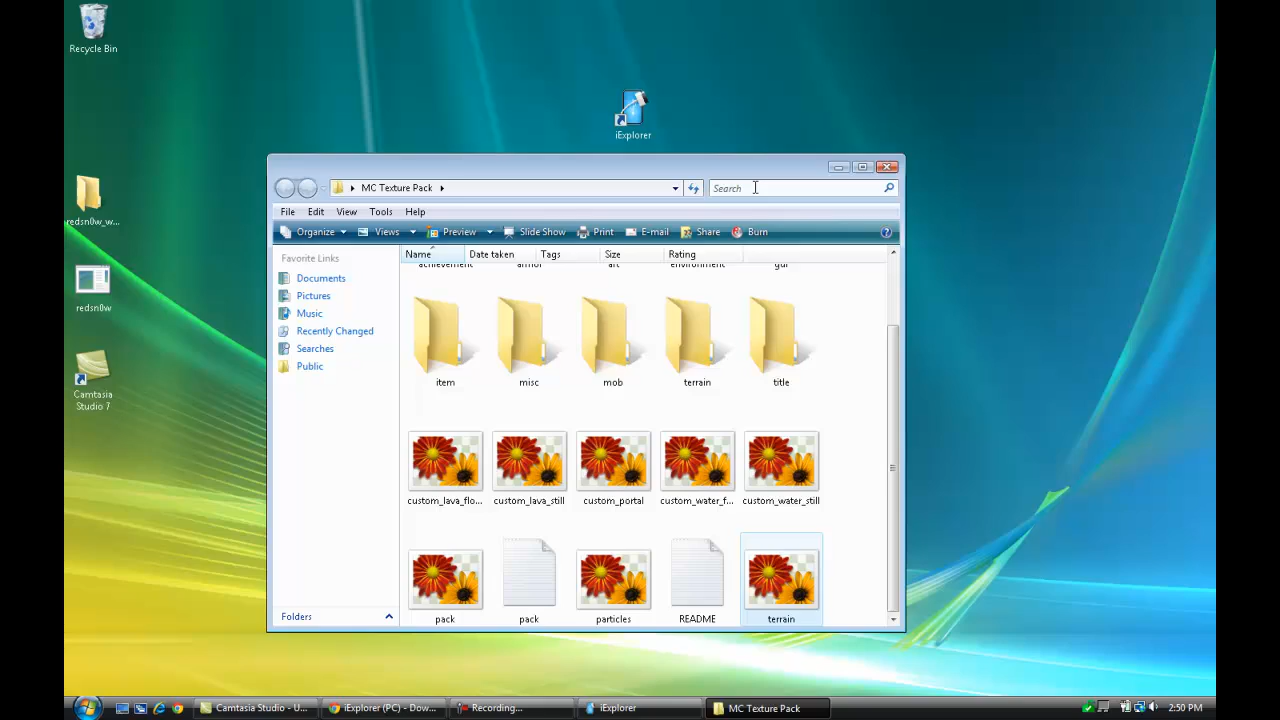 Recycle Bin
iExplorer
redsn0w_w...
redsn0w
Camtasia
Studio 7
MC Texture Pack
Search
File Edit View Tools Help
Organize Views Preview Slide Show Print E-mail Share Burn
Favorite Links
Documents
Pictures
Music
Recently Changed
Searches
Public
Folders
Name Date taken Tags Size Rating
achievement armor art environment gui
item misc mob terrain title
custom_lava_flo... custom_lava_still custom_portal custom_water_f... custom_water_still
pack pack particles README terrain
Camtasia Studio - U... iExplorer (PC) - Dow... Recording... iExplorer MC Texture Pack 2:50 PM